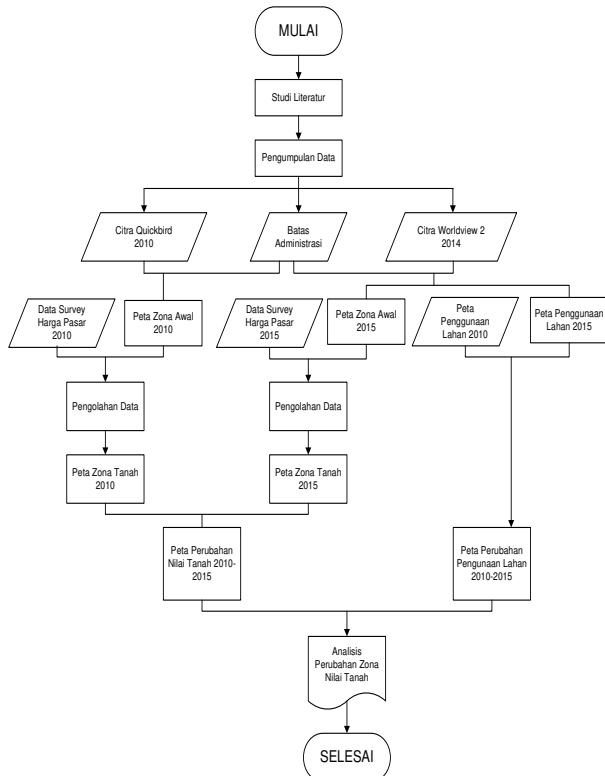 MULAI
Studi Literatur
Pengumpulan Data
Citra Quickbird
2010
Batas
Administrasi
Citra Worldview 2
2014
Data Survey
Harga Pasar
2010
Peta Zona Awal
2010
Data Survey
Harga Pasar
2015
Peta Zona Awal
2015
Peta
Penggunaan
Lahan 2010
Peta Penggunaan
Lahan 2015
Pengolahan Data
Pengolahan Data
Peta Zona Tanah
2010
Peta Zona Tanah
2015
Peta Perubahan
Nilai Tanah 2010-
2015
Peta Perubahan
Pengunaan Lahan
2010-2015
Analisis
Perubahan Zona
Nilai Tanah
SELESAI